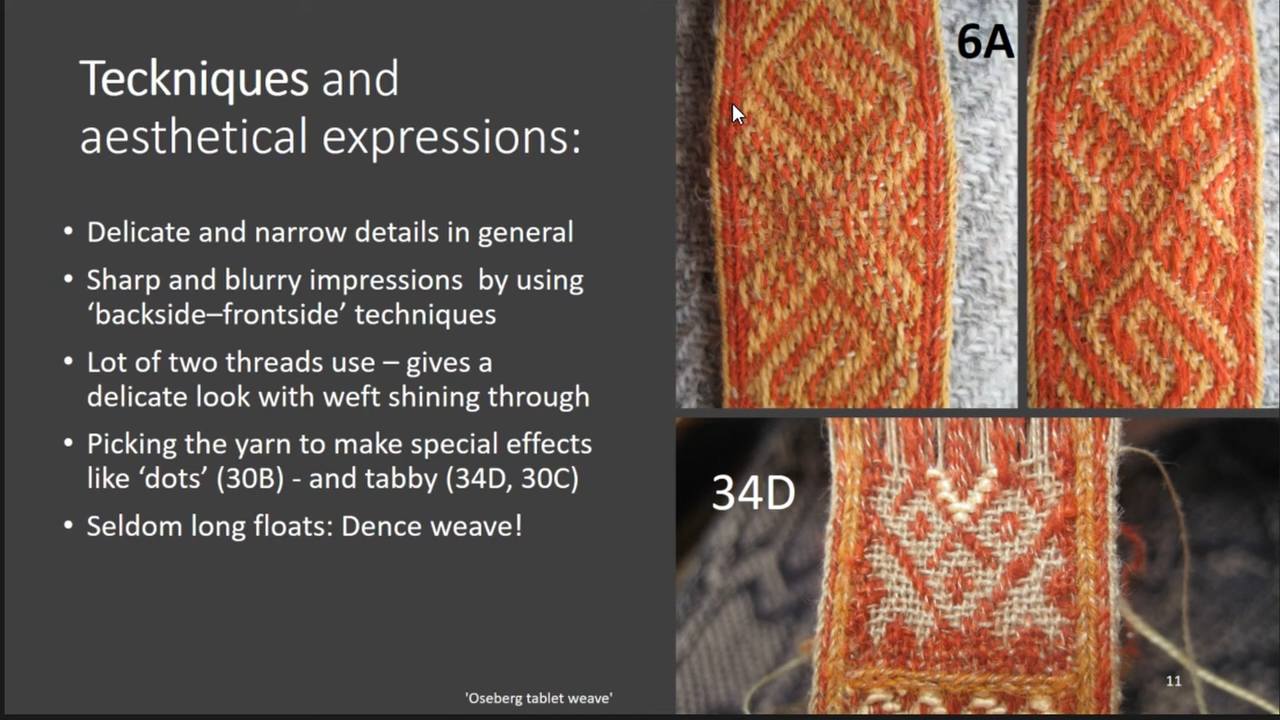 Teckniques and
aesthetical expressions:
• Delicate and narrow details in general
• Sharp and blurry impressions  by using
‘backside–frontside’ techniques
• Lot of two threads use – gives a
delicate look with weft shining through
• Picking the yarn to make special effects
like ‘dots’ (30B) - and tabby (34D, 30C)
• Seldom long floats: Dence weave!
6A
34D
'Oseberg tablet weave'
11